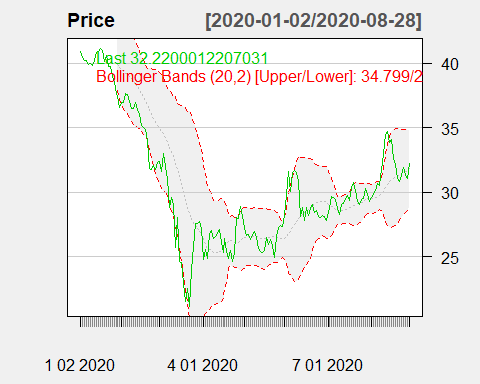 Price [2020-01-02/2020-08-28]
Last 32.2200012207031
Bollinger Bands (20,2) [Upper/Lower]: 34.799/2
40
35
30
25
1 02 2020 4 01 2020 7 01 2020